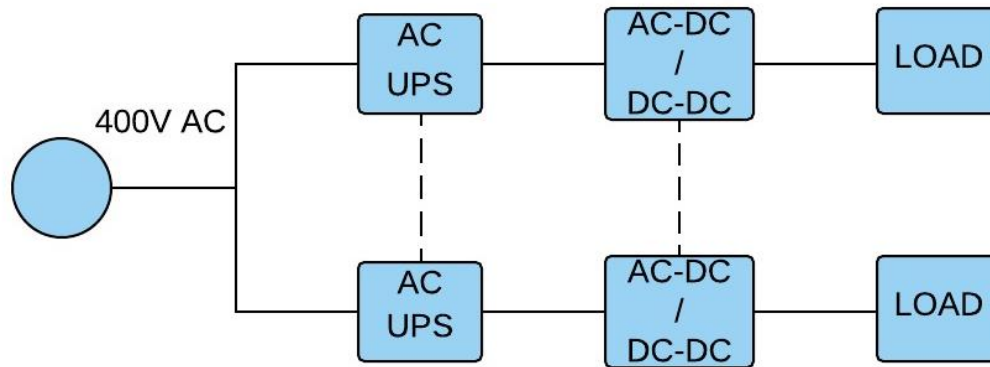 400V AC
AC
UPS
AC-DC
/
DC-DC
LOAD
AC
UPS
AC-DC
/
DC-DC
LOAD